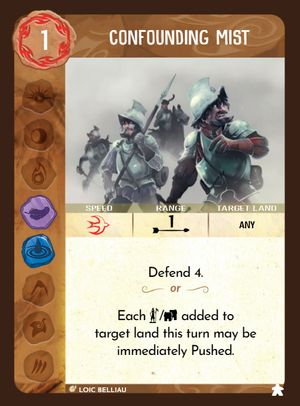 1
CONFOUNDING MIST
SPEED RANGE TARGET LAND
1
ANY
Defend 4.
or
Each / added to
target land this turn may be
immediately Pushed.
LOIC BELLIAU